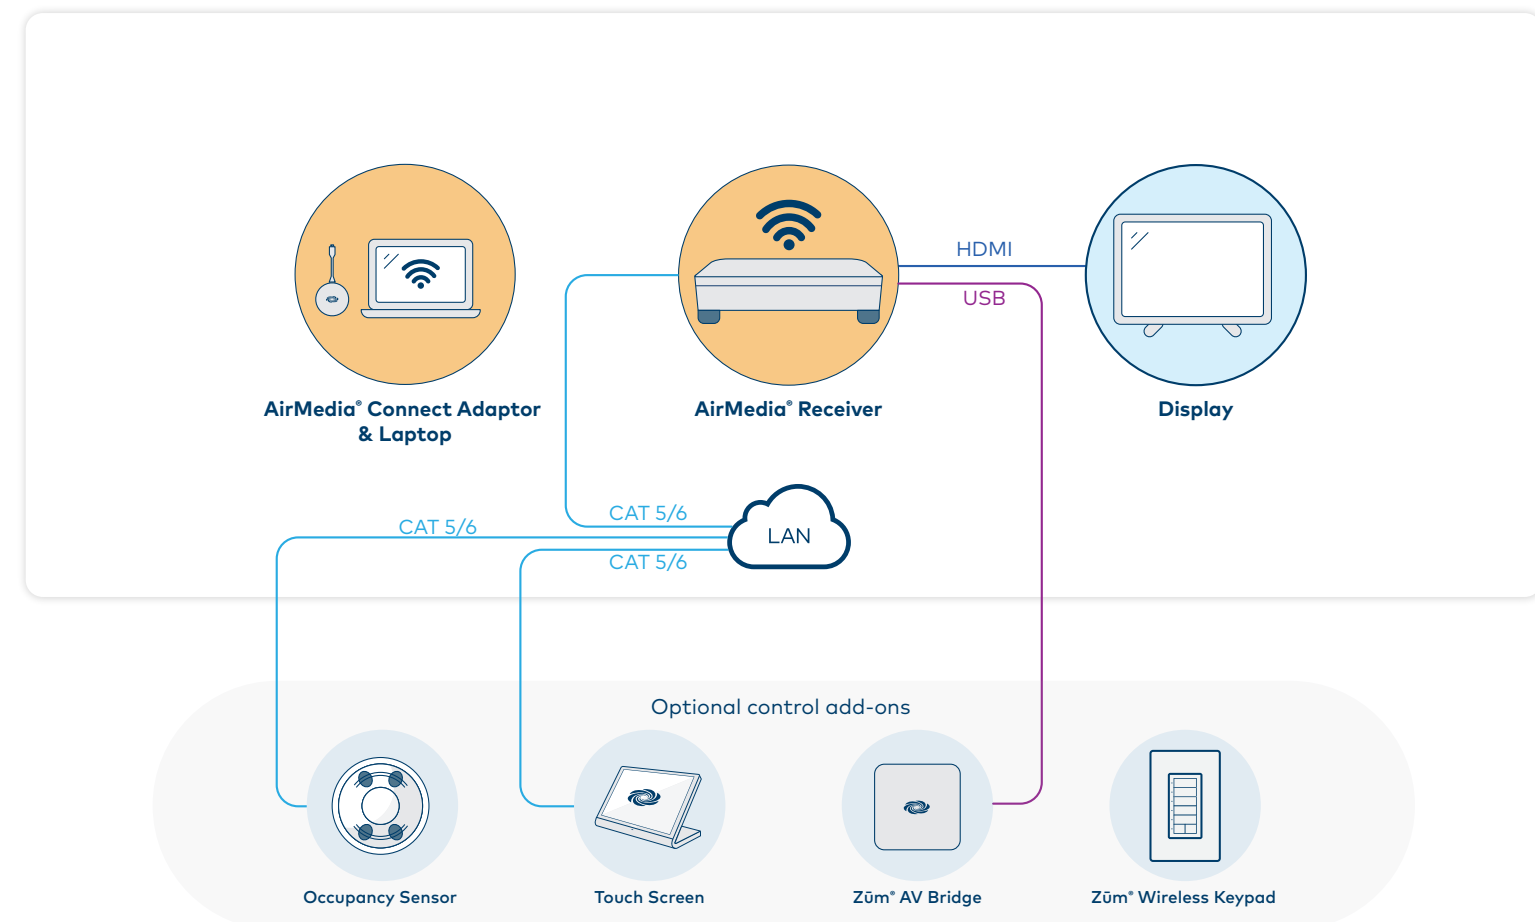 HDMI
USB
AirMedia® Connect Adaptor
& Laptop
AirMedia® Receiver
Display
CAT 5/6
CAT 5/6
LAN
CAT 5/6
Optional control add-ons
Occupancy Sensor
Touch Screen
Zūm® AV Bridge
Zūm® Wireless Keypad